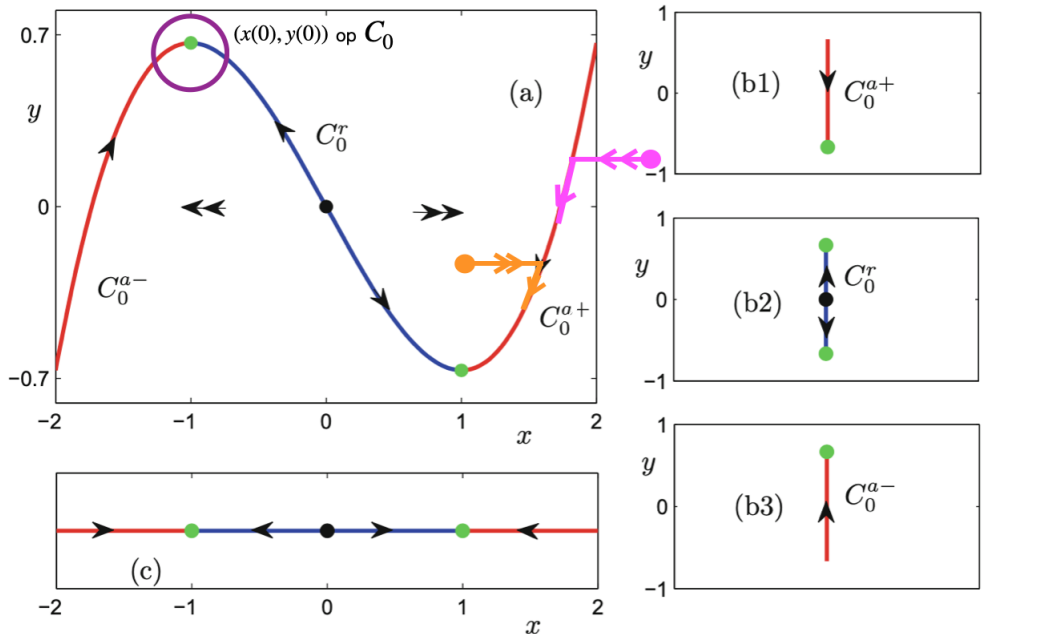 0.7
(x(0), y(0)) op C₀
1
y
y
(a)
(b1)
0
C₀ᵃ⁺
C₀ʳ
−1
0
1
y
C₀ʳ
(b2)
0
C₀ᵃ⁻
C₀ᵃ⁺
−0.7
−1
−2
−1
0
1
2
x
1
y
C₀ᵃ⁻
(b3)
0
(c)
−1
−2
−1
0
1
2
x